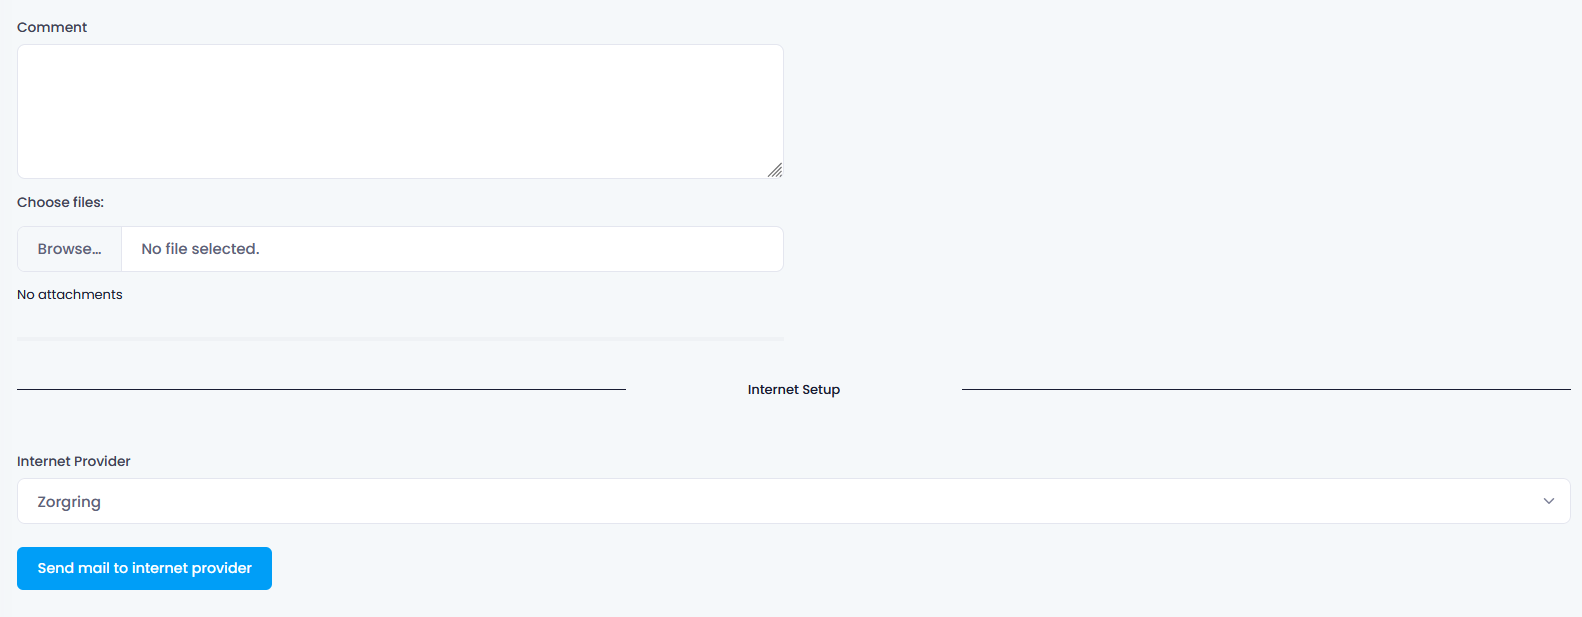 Comment
Choose files:
Browse... No file selected.
No attachments
Internet Setup
Internet Provider
Zorgring
Send mail to internet provider